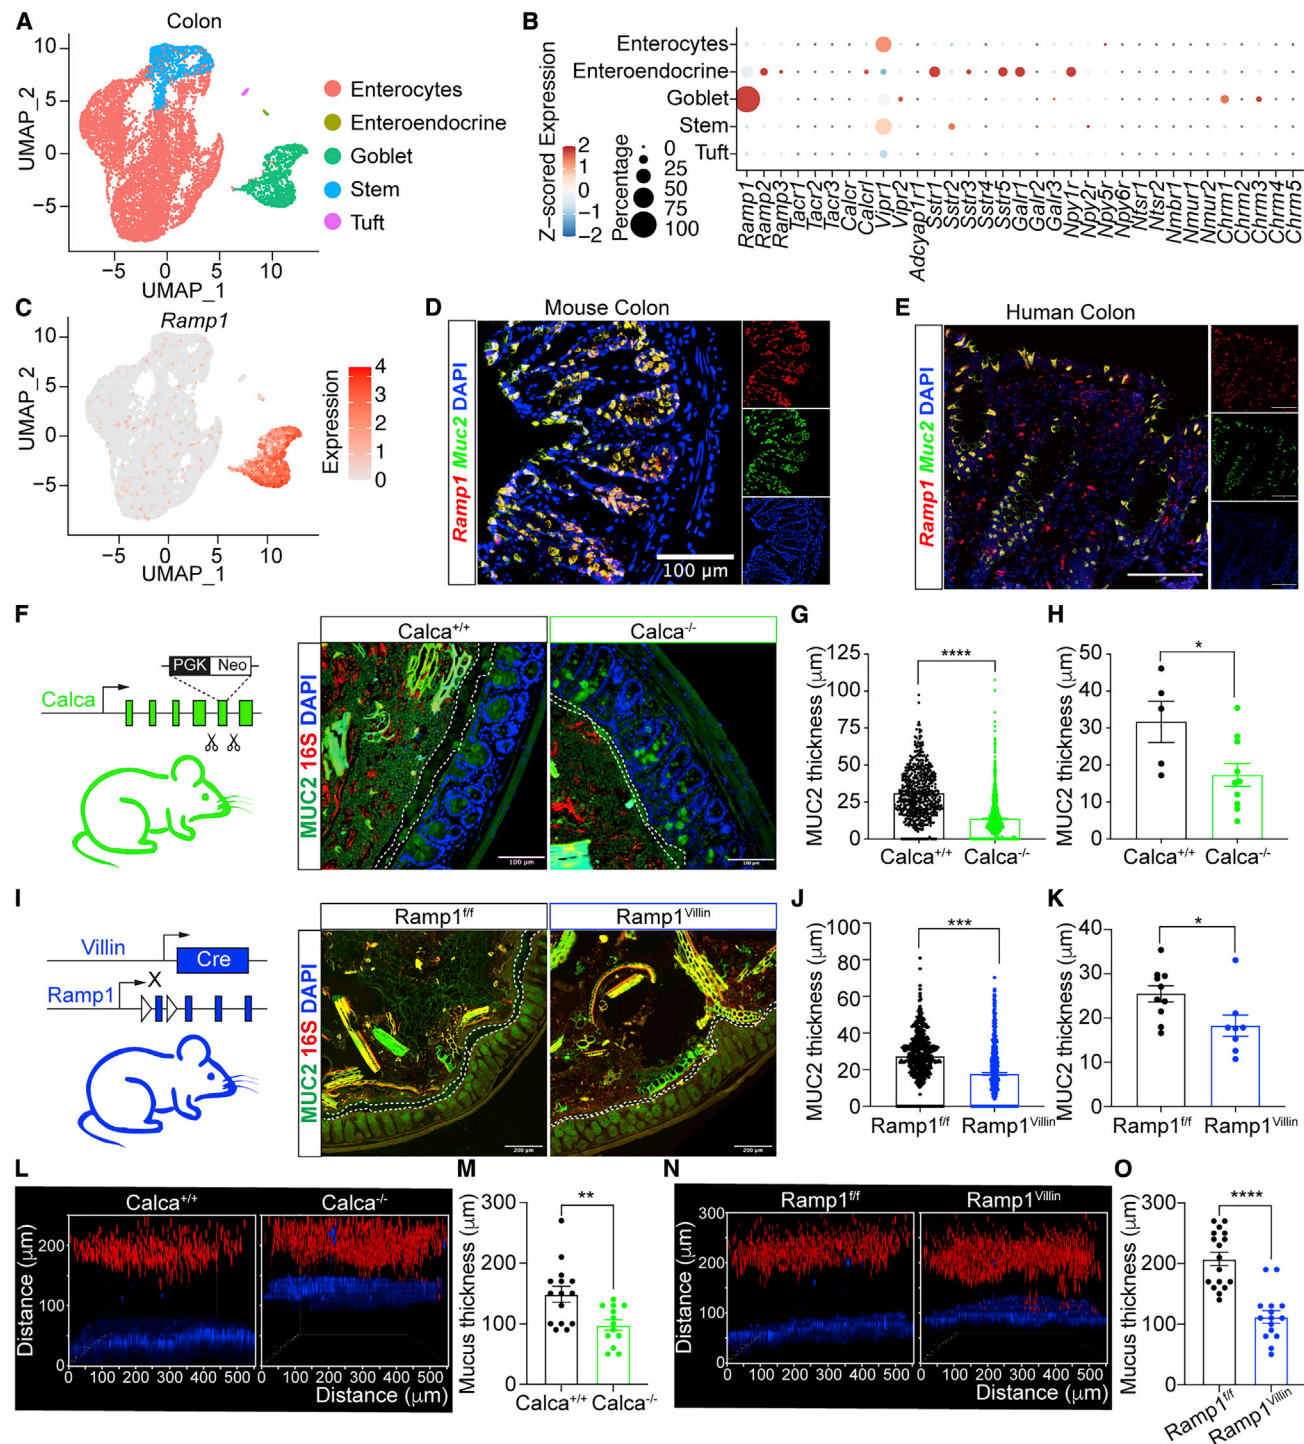 A
Colon
UMAP_2
10
5
0
−5
−5 0 5 10
UMAP_1
Enterocytes
Enteroendocrine
Goblet
Stem
Tuft
B
Z-scored Expression
2
1
0
−1
−2
Percentage
0
25
50
75
100
Enterocytes
Enteroendocrine
Goblet
Stem
Tuft
Ramp1
Ramp2
Ramp3
Tacr1
Tacr2
Tacr3
Calcr
Calcrl
Vipr1
Vipr2
Adcyap1r1
Sstr1
Sstr2
Sstr3
Sstr4
Sstr5
Galr1
Galr2
Galr3
Npy1r
Npy2r
Npy5r
Npy6r
Ntsr1
Ntsr2
Nmbr1
Nmur1
Nmur2
Chrm1
Chrm2
Chrm3
Chrm4
Chrm5
C
Ramp1
UMAP_2
10
5
0
−5
−5 0 5 10
UMAP_1
Expression
4
3
2
1
0
D
Mouse Colon
Ramp1 Muc2 DAPI
100 μm
E
Human Colon
Ramp1 Muc2 DAPI
F
PGK Neo
Calca
MUC2 16S DAPI
Calca+/+
Calca-/-
100 μm
100 μm
G
MUC2 thickness (μm)
125
100
75
50
25
0
****
Calca+/+ Calca-/-
H
MUC2 thickness (μm)
50
40
30
20
10
0
*
Calca+/+ Calca-/-
I
Villin
Cre
X
Ramp1
MUC2 16S DAPI
Ramp1f/f
Ramp1Villin
200 μm
200 μm
J
MUC2 thickness (μm)
100
80
60
40
20
0
***
Ramp1f/f Ramp1Villin
K
MUC2 thickness (μm)
40
30
20
10
0
*
Ramp1f/f Ramp1Villin
L
Calca+/+ Calca-/-
Distance (μm)
200
100
0
0 100 200 300 400 500
0 100 200 300 400 500
Distance (μm)
M
Mucus thickness (μm)
300
200
100
0
**
Calca+/+ Calca-/-
N
Ramp1f/f Ramp1Villin
Distance (μm)
300
200
100
0
0 100 200 300 400 500
0 100 200 300 400 500
Distance (μm)
O
Mucus thickness (μm)
300
200
100
0
****
Ramp1f/f
Ramp1Villin